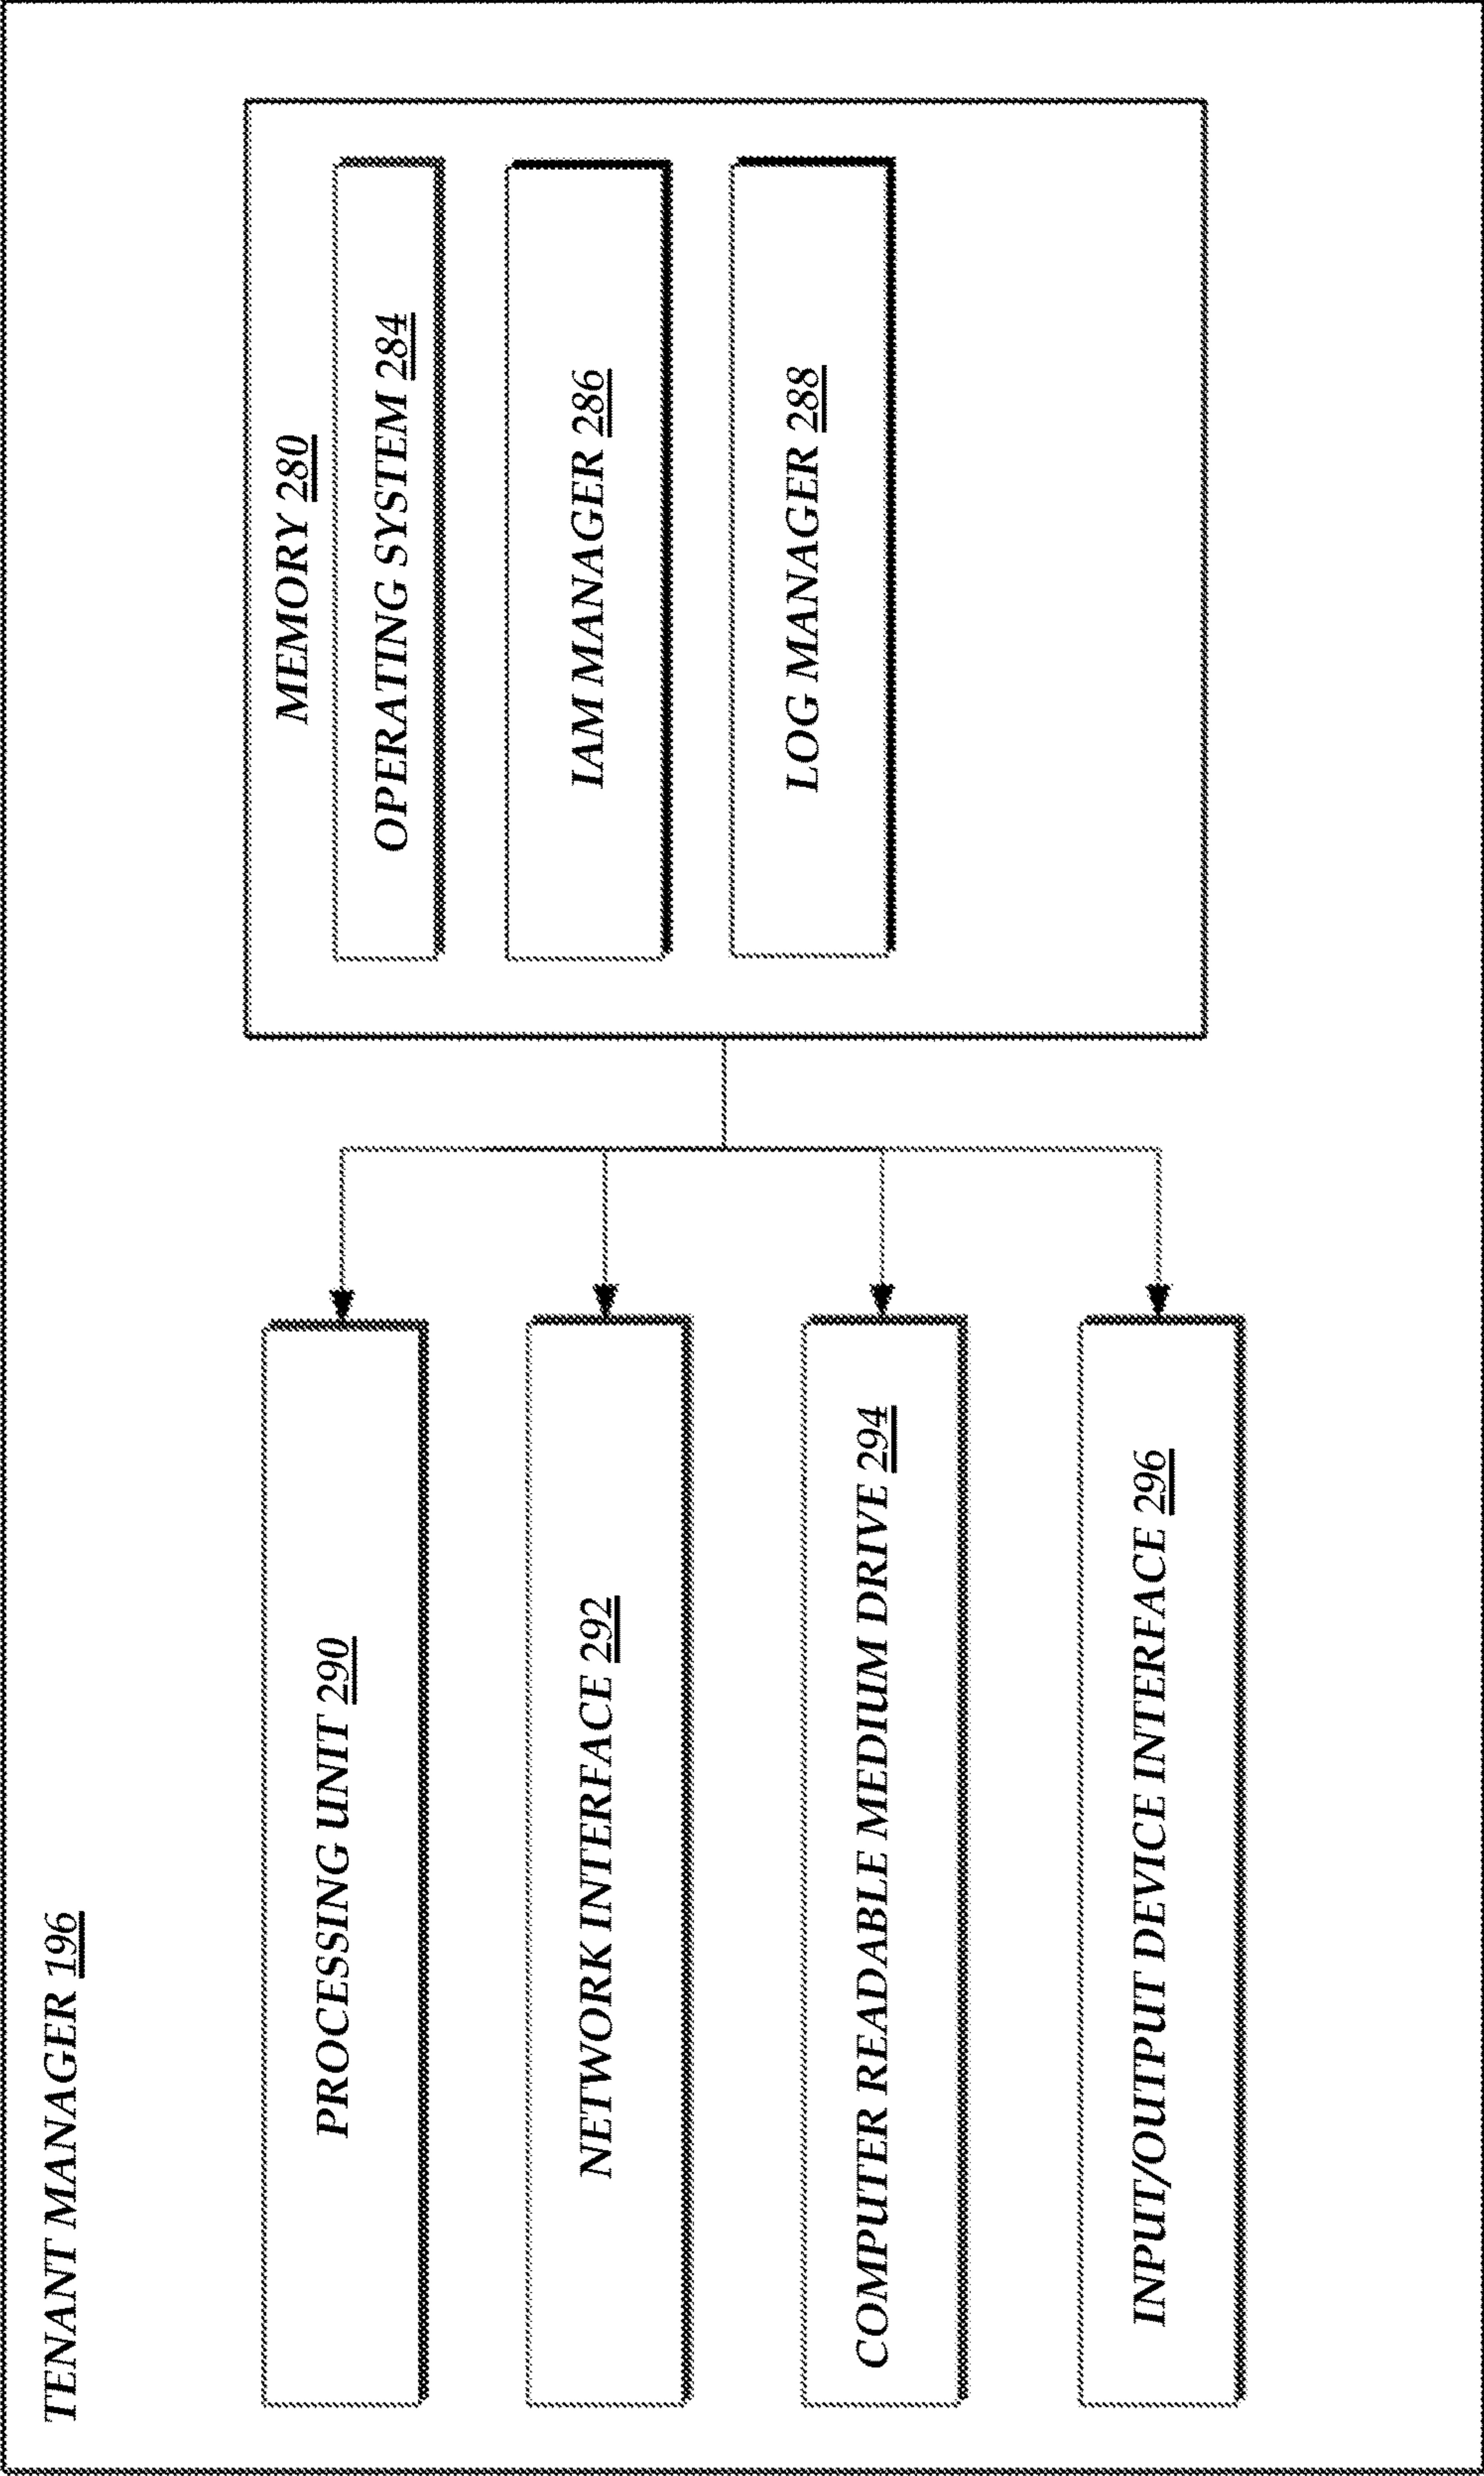 TENANT MANAGER 196
PROCESSING UNIT 290
NETWORK INTERFACE 292
COMPUTER READABLE MEDIUM DRIVE 294
INPUT/OUTPUT DEVICE INTERFACE 296
MEMORY 280
OPERATING SYSTEM 284
IAM MANAGER 286
LOG MANAGER 288